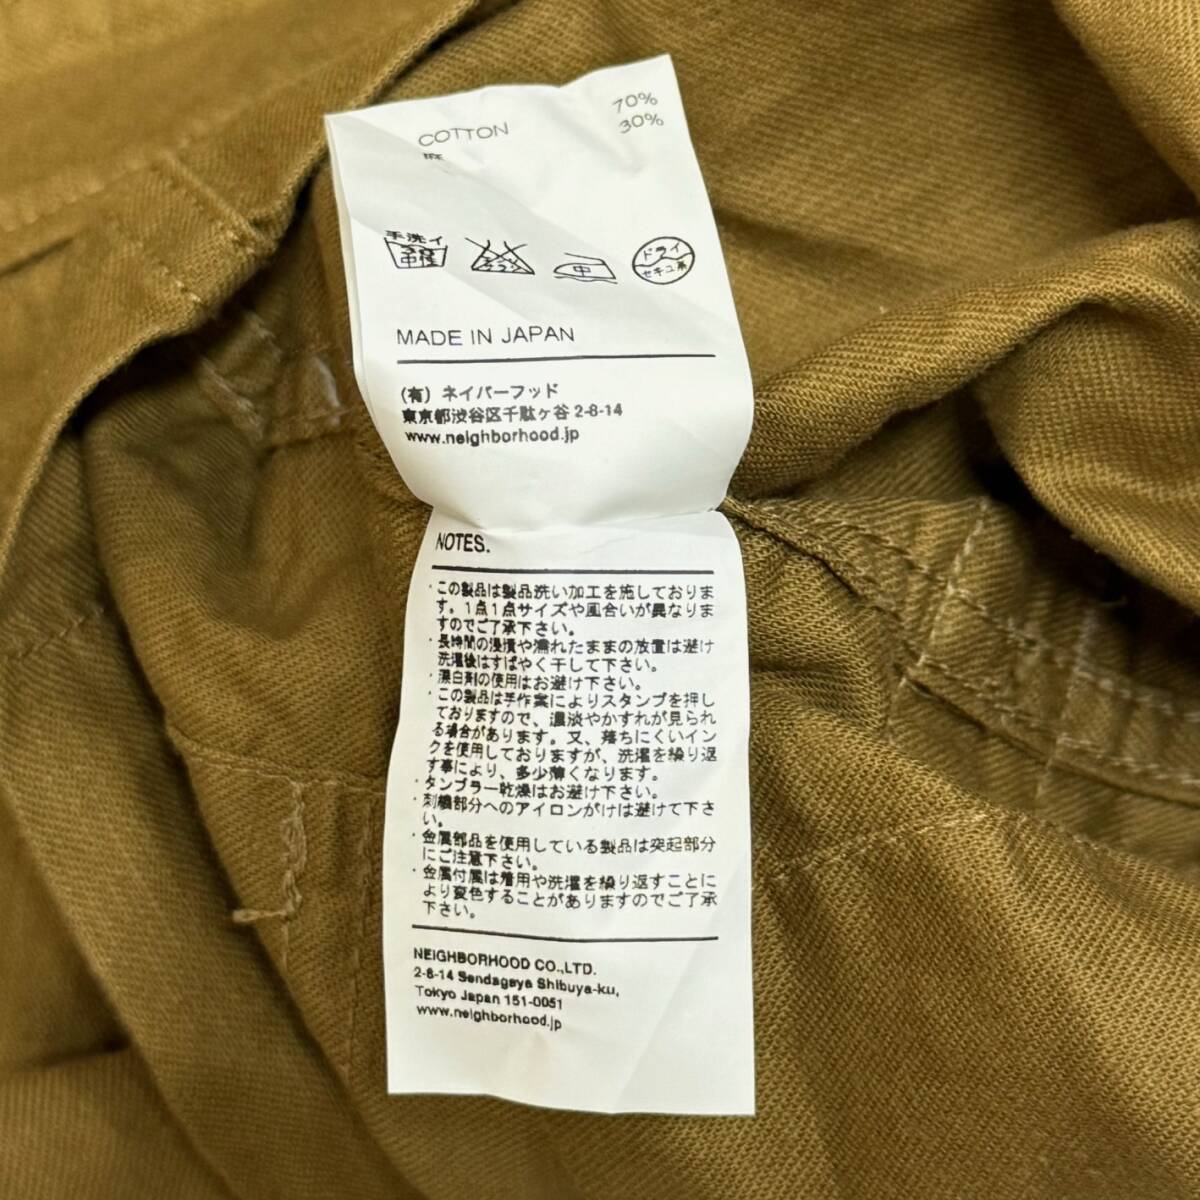 COTTON 70%
麻 30%
手洗イ
中性
エンソサラシ
中
ドライ
セキユ系
MADE IN JAPAN
(有) ネイバーフッド
東京都渋谷区千駄ヶ谷 2-8-14
www.neighborhood.jp
NOTES.
・この製品は製品洗い加工を施しておりま
す。1点1点サイズや風合いが異なりま
すのでご了承下さい。
・長時間の浸漬や濡れたままの放置は避け
洗濯後はすばやく干して下さい。
・漂白剤の使用はお避け下さい。
・この製品は手作業によりスタンプを押し
ておりますので、濃淡やかすれが見られ
る場合があります。又、落ちにくいイン
クを使用しておりますが、洗濯を繰り返
す事により、多少薄くなります。
・タンブラー乾燥はお避け下さい。
・刺繍部分へのアイロンがけは避けて下さ
い。
・金属部品を使用している製品は突起部分
にご注意下さい。
・金属付属は着用や洗濯を繰り返すことに
より変色することがありますのでご了承
下さい。
NEIGHBORHOOD CO.,LTD.
2-8-14 Sendagaya Shibuya-ku,
Tokyo Japan 151-0051
www.neighborhood.jp